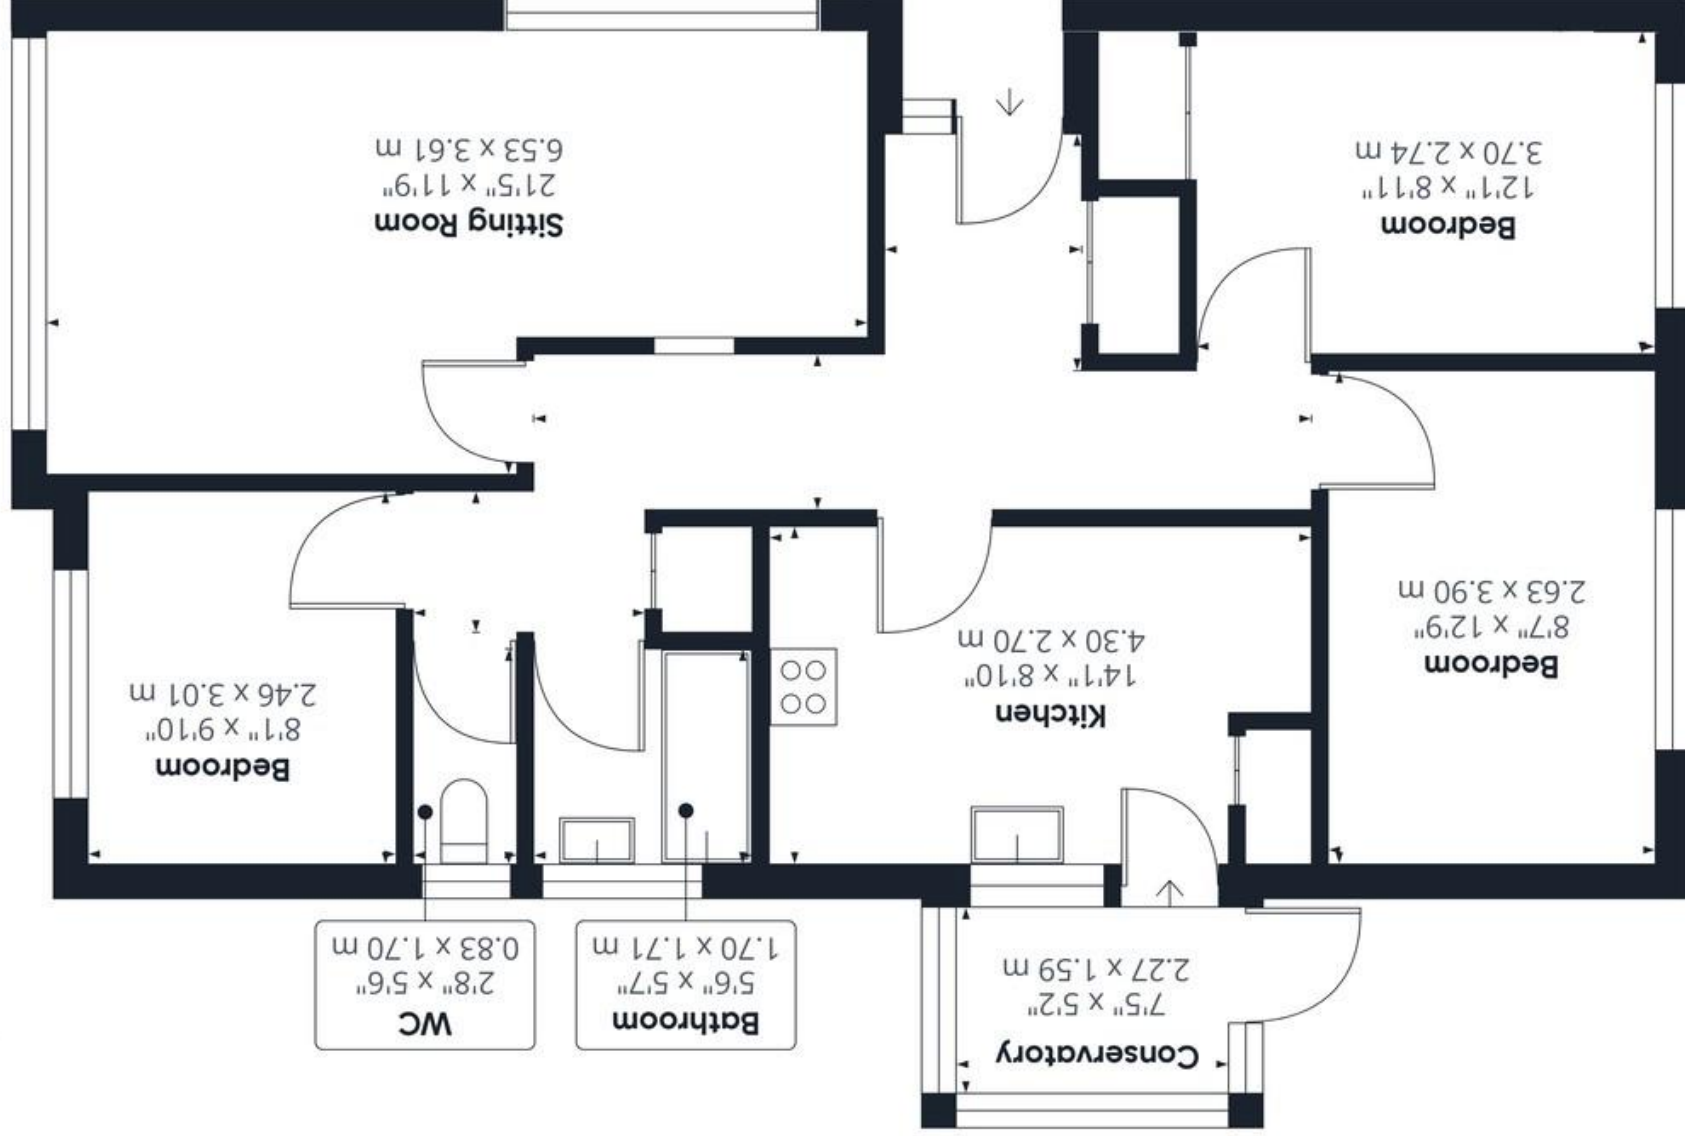 Conservatory
7'5" x 5'2"
2.27 x 1.59 m
Bathroom
5'6" x 5'7"
1.70 x 1.71 m
WC
2'8" x 5'6"
0.83 x 1.70 m
Bedroom
8'7" x 12'9"
2.63 x 3.90 m
Kitchen
14'1" x 8'10"
4.30 x 2.70 m
Bedroom
8'1" x 9'10"
2.46 x 3.01 m
Bedroom
12'1" x 8'11"
3.70 x 2.74 m
Sitting Room
21'5" x 11'9"
6.53 x 3.61 m